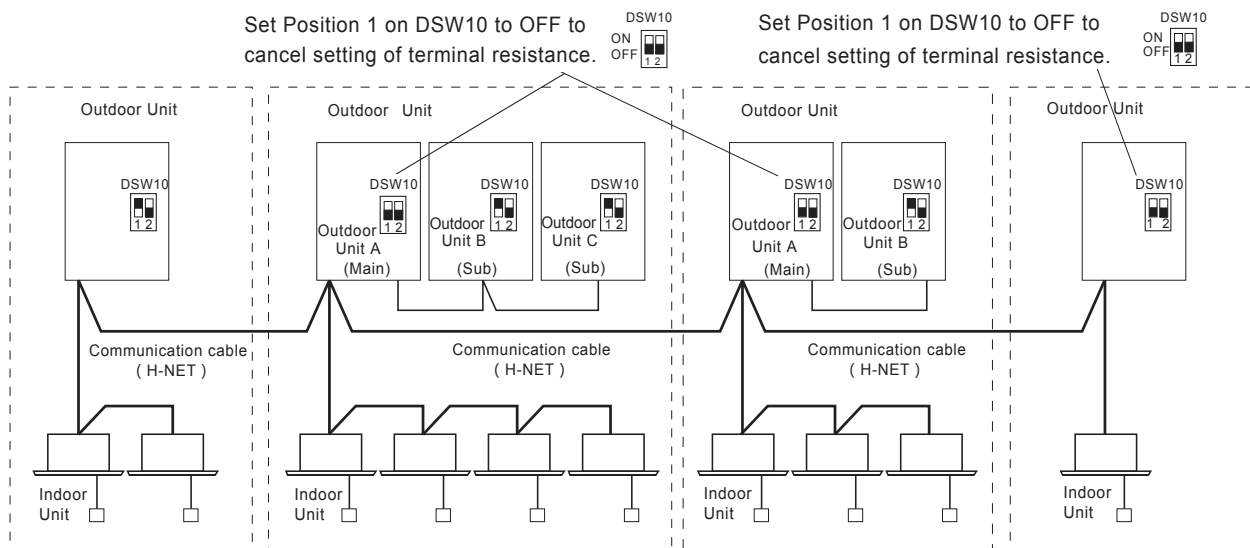 Set Position 1 on DSW10 to OFF to
cancel setting of terminal resistance.
DSW10
ON
OFF
1 2
Set Position 1 on DSW10 to OFF to
cancel setting of terminal resistance.
DSW10
ON
OFF
1 2
Outdoor Unit
DSW10
1 2
Outdoor Unit
DSW10
1 2
Outdoor
Unit A
(Main)
DSW10
1 2
Outdoor
Unit B
(Sub)
DSW10
1 2
Outdoor
Unit C
(Sub)
Outdoor Unit
DSW10
1 2
Outdoor
Unit A
(Main)
DSW10
1 2
Outdoor
Unit B
(Sub)
Outdoor Unit
DSW10
1 2
Communication cable
( H-NET )
Communication cable
( H-NET )
Communication cable
( H-NET )
Indoor
Unit
Indoor
Unit
Indoor
Unit
Indoor
Unit